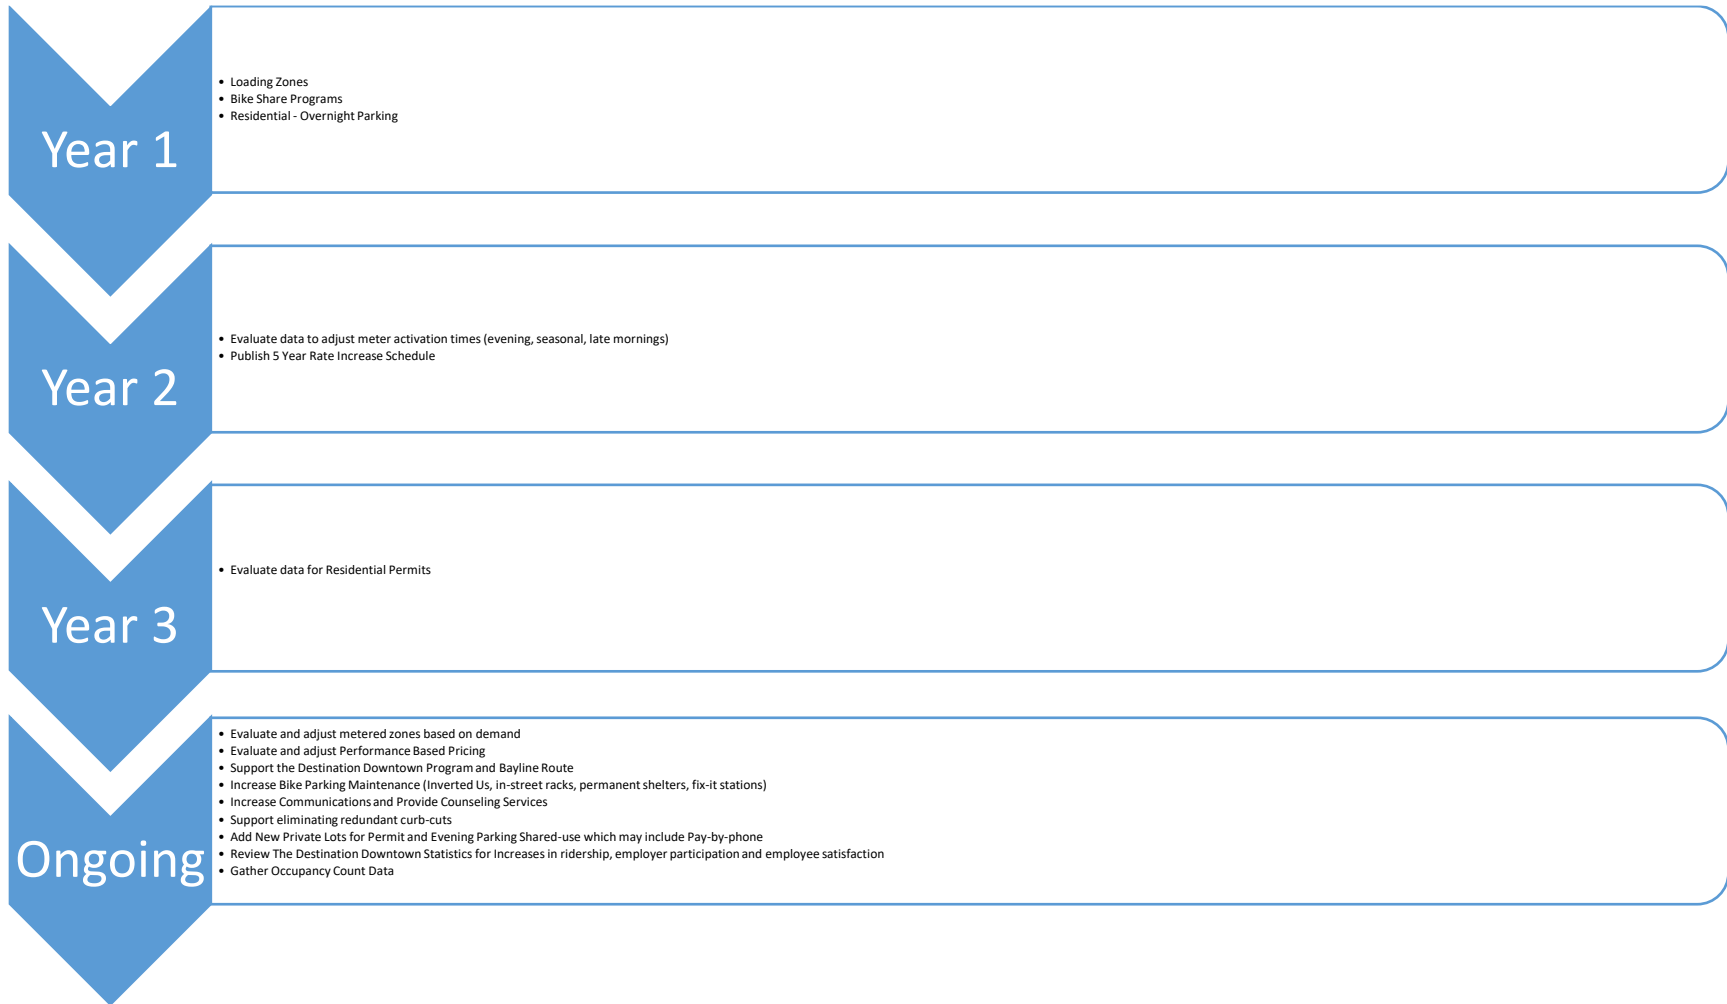 Year 1
• Loading Zones
• Bike Share Programs
• Residential - Overnight Parking
Year 2
• Evaluate data to adjust meter activation times (evening, seasonal, late mornings)
• Publish 5 Year Rate Increase Schedule
Year 3
• Evaluate data for Residential Permits
Ongoing
• Evaluate and adjust metered zones based on demand
• Evaluate and adjust Performance Based Pricing
• Support the Destination Downtown Program and Bayline Route
• Increase Bike Parking Maintenance (Inverted Us, in-street racks, permanent shelters, fix-it stations)
• Increase Communications and Provide Counseling Services
• Support eliminating redundant curb-cuts
• Add New Private Lots for Permit and Evening Parking Shared-use which may include Pay-by-phone
• Review The Destination Downtown Statistics for Increases in ridership, employer participation and employee satisfaction
• Gather Occupancy Count Data